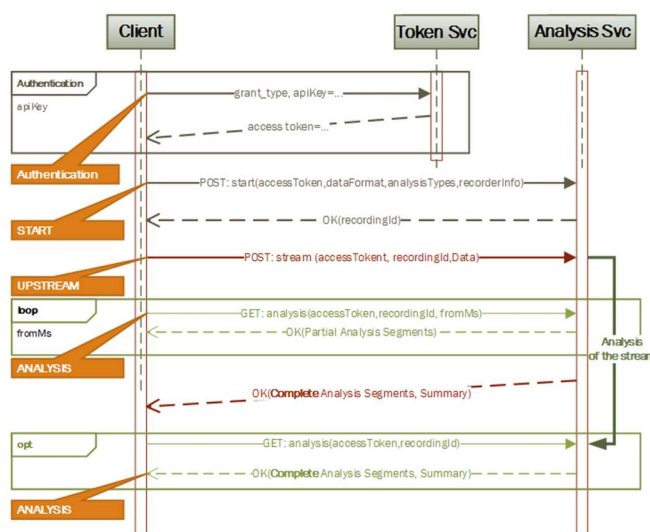 Client
Token Svc
Analysis Svc
Authentication
apiKey
grant_type, apiKey=...
access token=...
Authentication
POST: start(accessToken,dataFormat,analysisTypes,recorderInfo)
START
OK(recordingId)
POST: stream (accessTokent, recordingId,Data)
UPSTREAM
loop
GET: analysis(accessToken,recordingId, fromMs)
fromMs
OK(Partial Analysis Segments)
Analysis
of the stream
ANALYSIS
OK(Complete Analysis Segments, Summary)
opt
GET: analysis(accessToken,recordingId)
OK(Complete Analysis Segments, Summary)
ANALYSIS